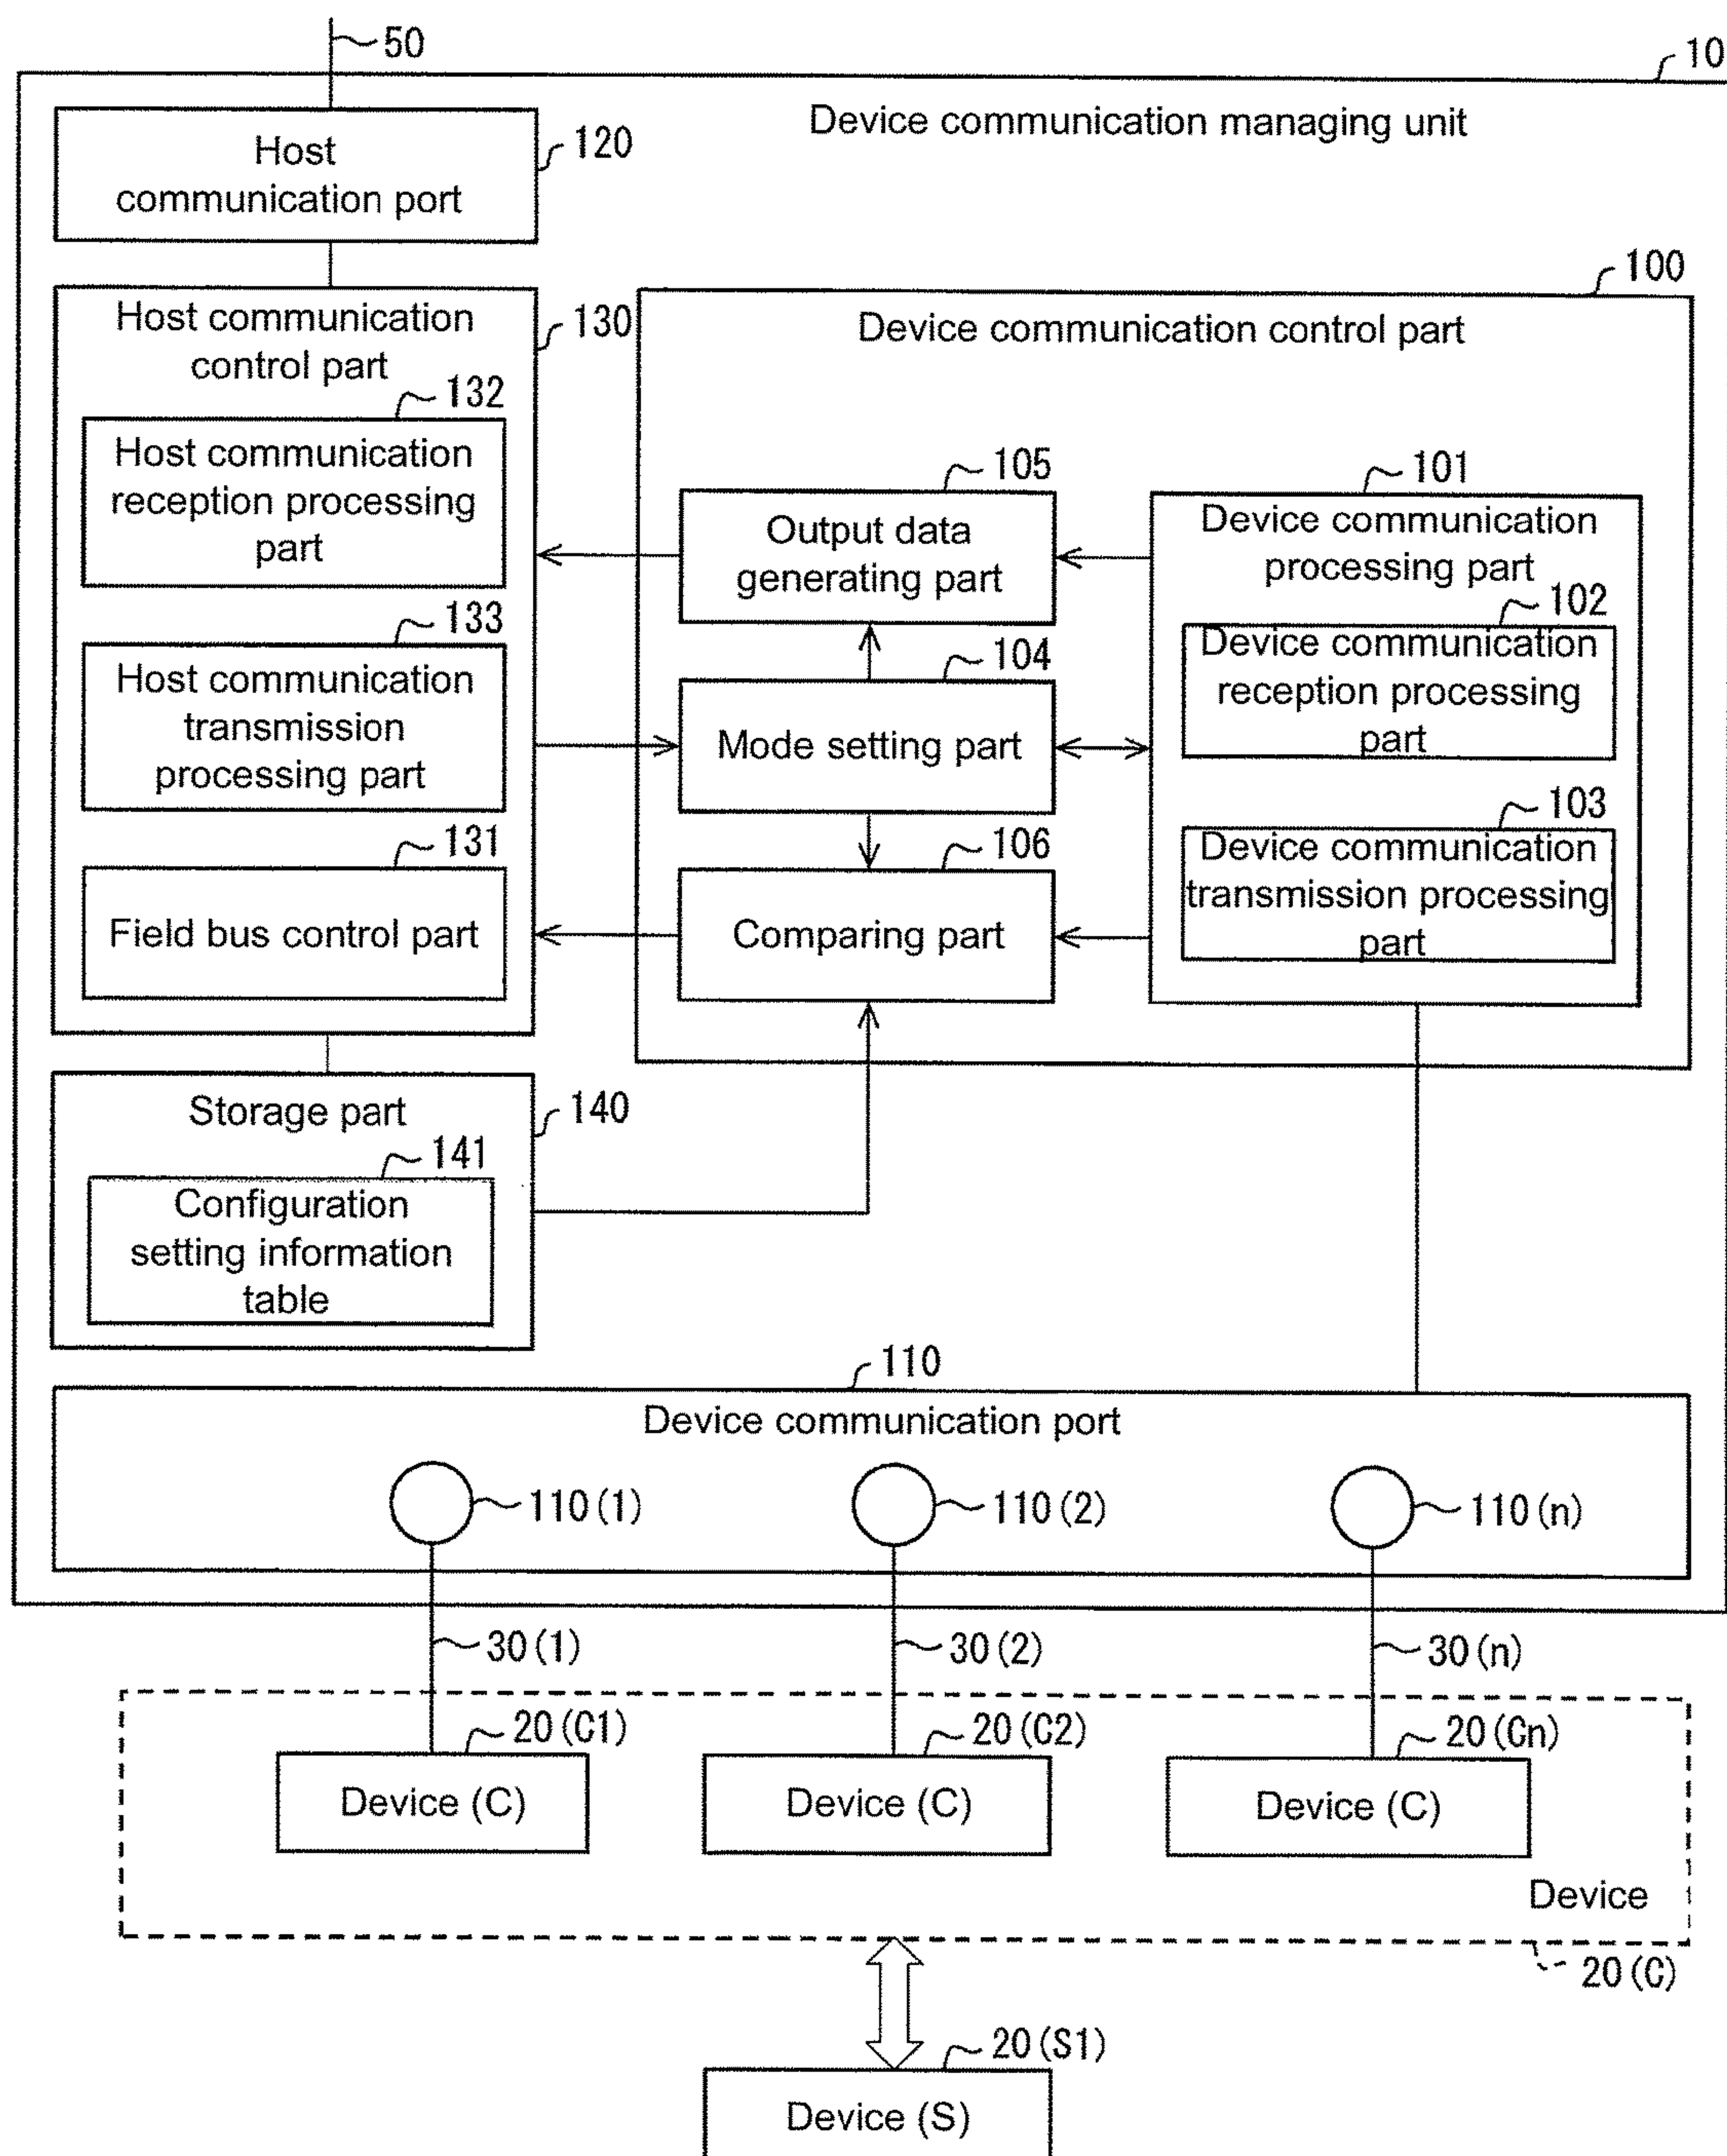 50
10
Device communication managing unit
Host
communication port
120
100
Host communication
control part
130
Device communication control part
132
Host communication
reception processing
part
105
Output data
generating part
101
Device communication
processing part
102
Device communication
reception processing
part
133
Host communication
transmission
processing part
104
Mode setting part
103
Device communication
transmission processing
part
131
Field bus control part
106
Comparing part
Storage part
140
141
Configuration
setting information
table
110
Device communication port
110(1)
110(2)
110(n)
30(1)
30(2)
30(n)
20(C1)
20(C2)
20(Cn)
Device (C)
Device (C)
Device (C)
Device
20(C)
20(S1)
Device (S)